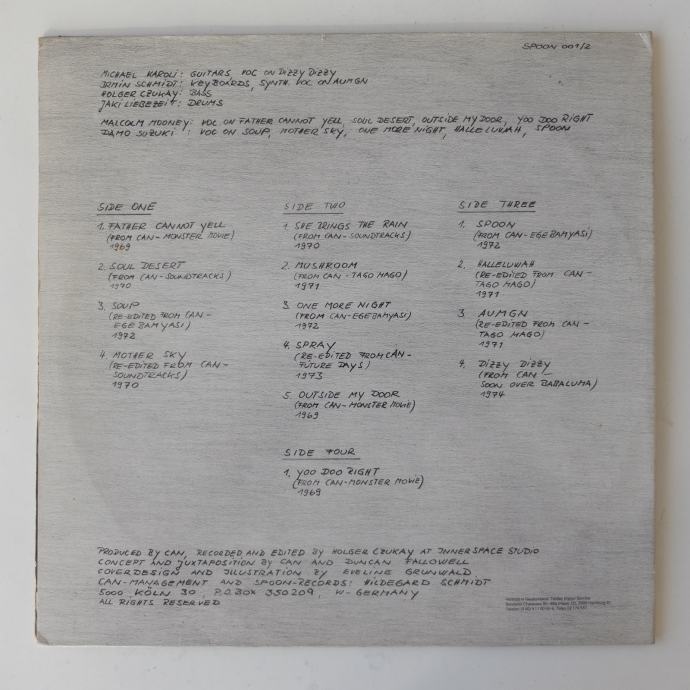 SPOON 001/2
MICHAEL KAROLI: GUITARS, VOC ON DIZZY DIZZY
IRMIN SCHMIDT: KEYBOARDS, SYNTH. VOC ON AUMGN
HOLGER CZUKAY: BASS
JAKI LIEBEZEIT: DRUMS
MALCOLM MOONEY: VOC ON FATHER CANNOT YELL, SOUL DESERT, OUTSIDE MY DOOR, YOO DOO RIGHT
DAMO SUZUKI: VOC ON SOUP, MOTHER SKY, ONE MORE NIGHT, HALLELUWAH, SPOON
SIDE ONE
1. FATHER CANNOT YELL
(FROM CAN-MONSTER MOVIE)
1969
2. SOUL DESERT
(FROM CAN-SOUNDTRACKS)
1970
3. SOUP
(RE-EDITED FROM CAN-
EGE BAMYASI)
1972
4. MOTHER SKY
(RE-EDITED FROM CAN-
SOUNDTRACKS)
1970
SIDE TWO
1. SHE BRINGS THE RAIN
(FROM CAN-SOUNDTRACKS)
1970
2. MUSHROOM
(FROM CAN-TAGO MAGO)
1971
3. ONE MORE NIGHT
(FROM CAN-EGE BAMYASI)
1972
4. SPRAY
(RE-EDITED FROM CAN-
FUTURE DAYS)
1973
5. OUTSIDE MY DOOR
(FROM CAN-MONSTER MOVIE)
1969
SIDE THREE
1. SPOON
(FROM CAN-EGE BAMYASI)
1972
2. HALLELUWAH
(RE-EDITED FROM CAN-
TAGO MAGO)
1971
3 AUMGN
(RE-EDITED FROM CAN-
TAGO MAGO)
1971
4. DIZZY DIZZY
(FROM CAN-
SOON OVER BABALUMA)
1974
SIDE FOUR
1. YOO DOO RIGHT
(FROM CAN-MONSTER MOVIE)
1969
PRODUCED BY CAN, RECORDED AND EDITED BY HOLGER CZUKAY AT INNERSPACE STUDIO
CONCEPT AND JUXTAPOSITION BY CAN AND DUNCAN FALLOWELL
COVERDESIGN AND ILLUSTRATION BY EVELINE GRUNWALD
CAN-MANAGEMENT AND SPOON-RECORDS: HILDEGARD SCHMIDT
5000 KÖLN 30 P.O.BOX 350209, W-GERMANY
ALL RIGHTS RESERVED